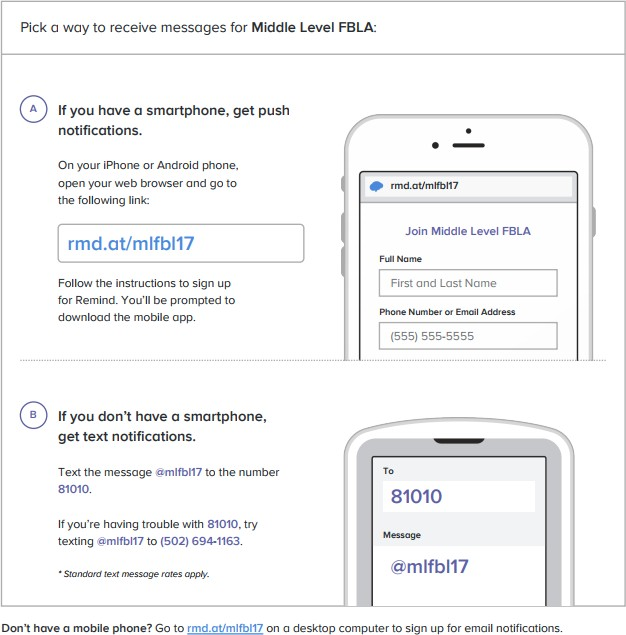 Pick a way to receive messages for Middle Level FBLA:
A
If you have a smartphone, get push
notifications.
On your iPhone or Android phone,
open your web browser and go to
the following link:
rmd.at/mlfbl17
Follow the instructions to sign up
for Remind. You’ll be prompted to
download the mobile app.
rmd.at/mlfbl17
Join Middle Level FBLA
Full Name
First and Last Name
Phone Number or Email Address
(555) 555-5555
B
If you don’t have a smartphone,
get text notifications.
Text the message @mlfbl17 to the number
81010.
If you’re having trouble with 81010, try
texting @mlfbl17 to (502) 694-1163.
* Standard text message rates apply.
To
81010
Message
@mlfbl17
Don’t have a mobile phone? Go to rmd.at/mlfbl17 on a desktop computer to sign up for email notifications.